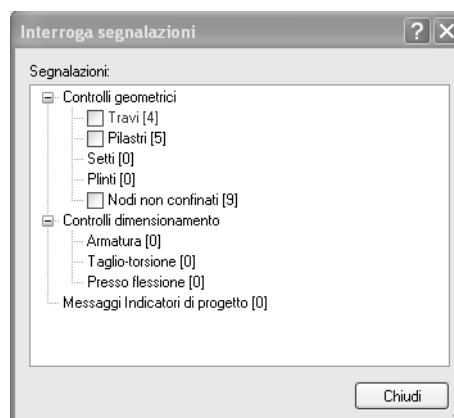 Interroga segnalazioni
Segnalazioni:
Controlli geometrici
Travi [4]
Pilastri [5]
Setti [0]
Plinti [0]
Nodi non confinati [9]
Controlli dimensionamento
Armatura [0]
Taglio-torsione [0]
Presso flessione [0]
Messaggi Indicatori di progetto [0]
Chiudi